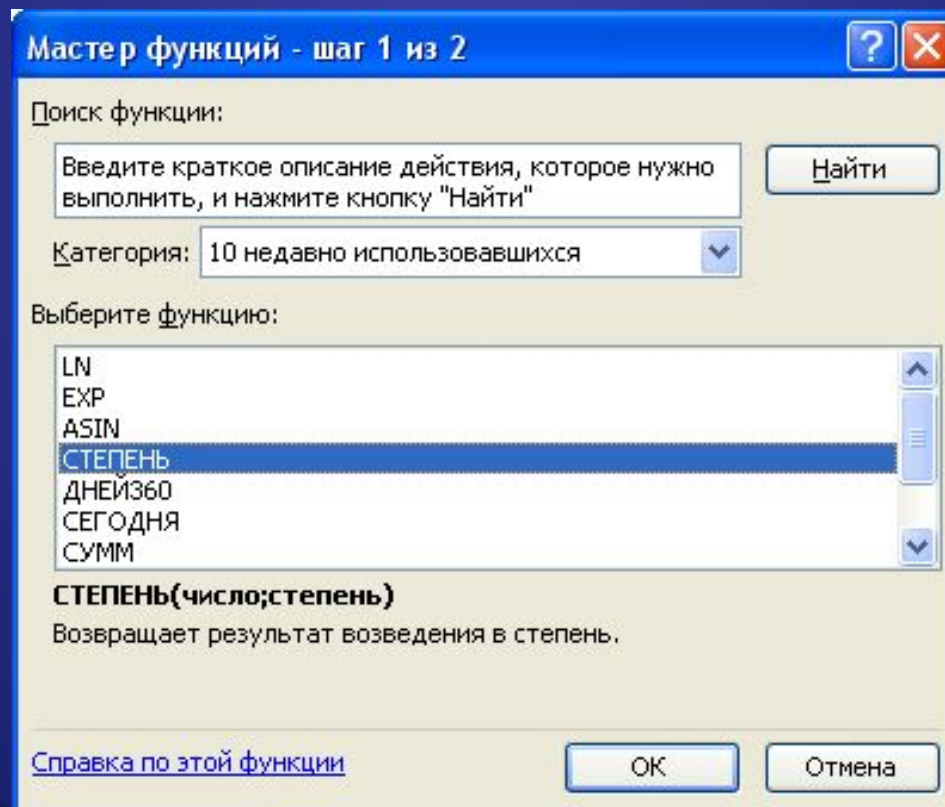 Мастер функций - шаг 1 из 2
Поиск функции:
Введите краткое описание действия, которое нужно
выполнить, и нажмите кнопку "Найти"
Найти
Категория: 10 недавно использовавшихся
Выберите функцию:
LN
EXP
ASIN
СТЕПЕНЬ
ДНЕЙ360
СЕГОДНЯ
СУММ
СТЕПЕНЬ(число;степень)
Возвращает результат возведения в степень.
Справка по этой функции
ОК
Отмена